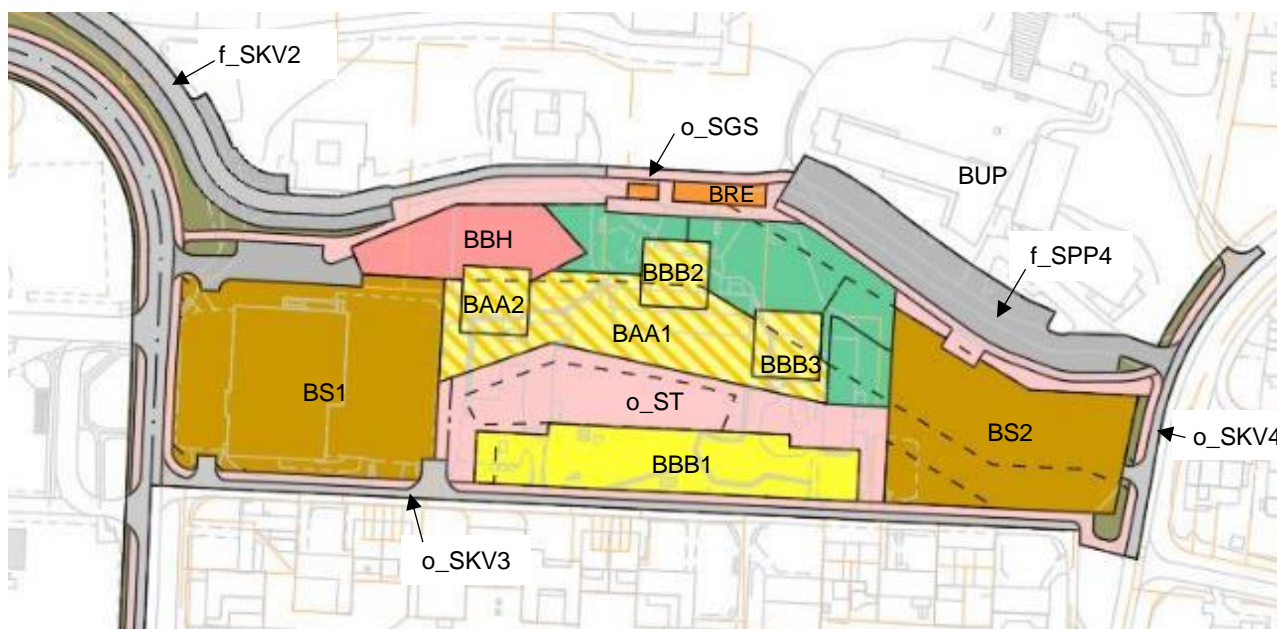 f_SKV2
o_SGS
BUP
BRE
BBH
f_SPP4
BBB2
BAA2
BAA1
BBB3
BS1
o_ST
BS2
o_SKV4
BBB1
o_SKV3